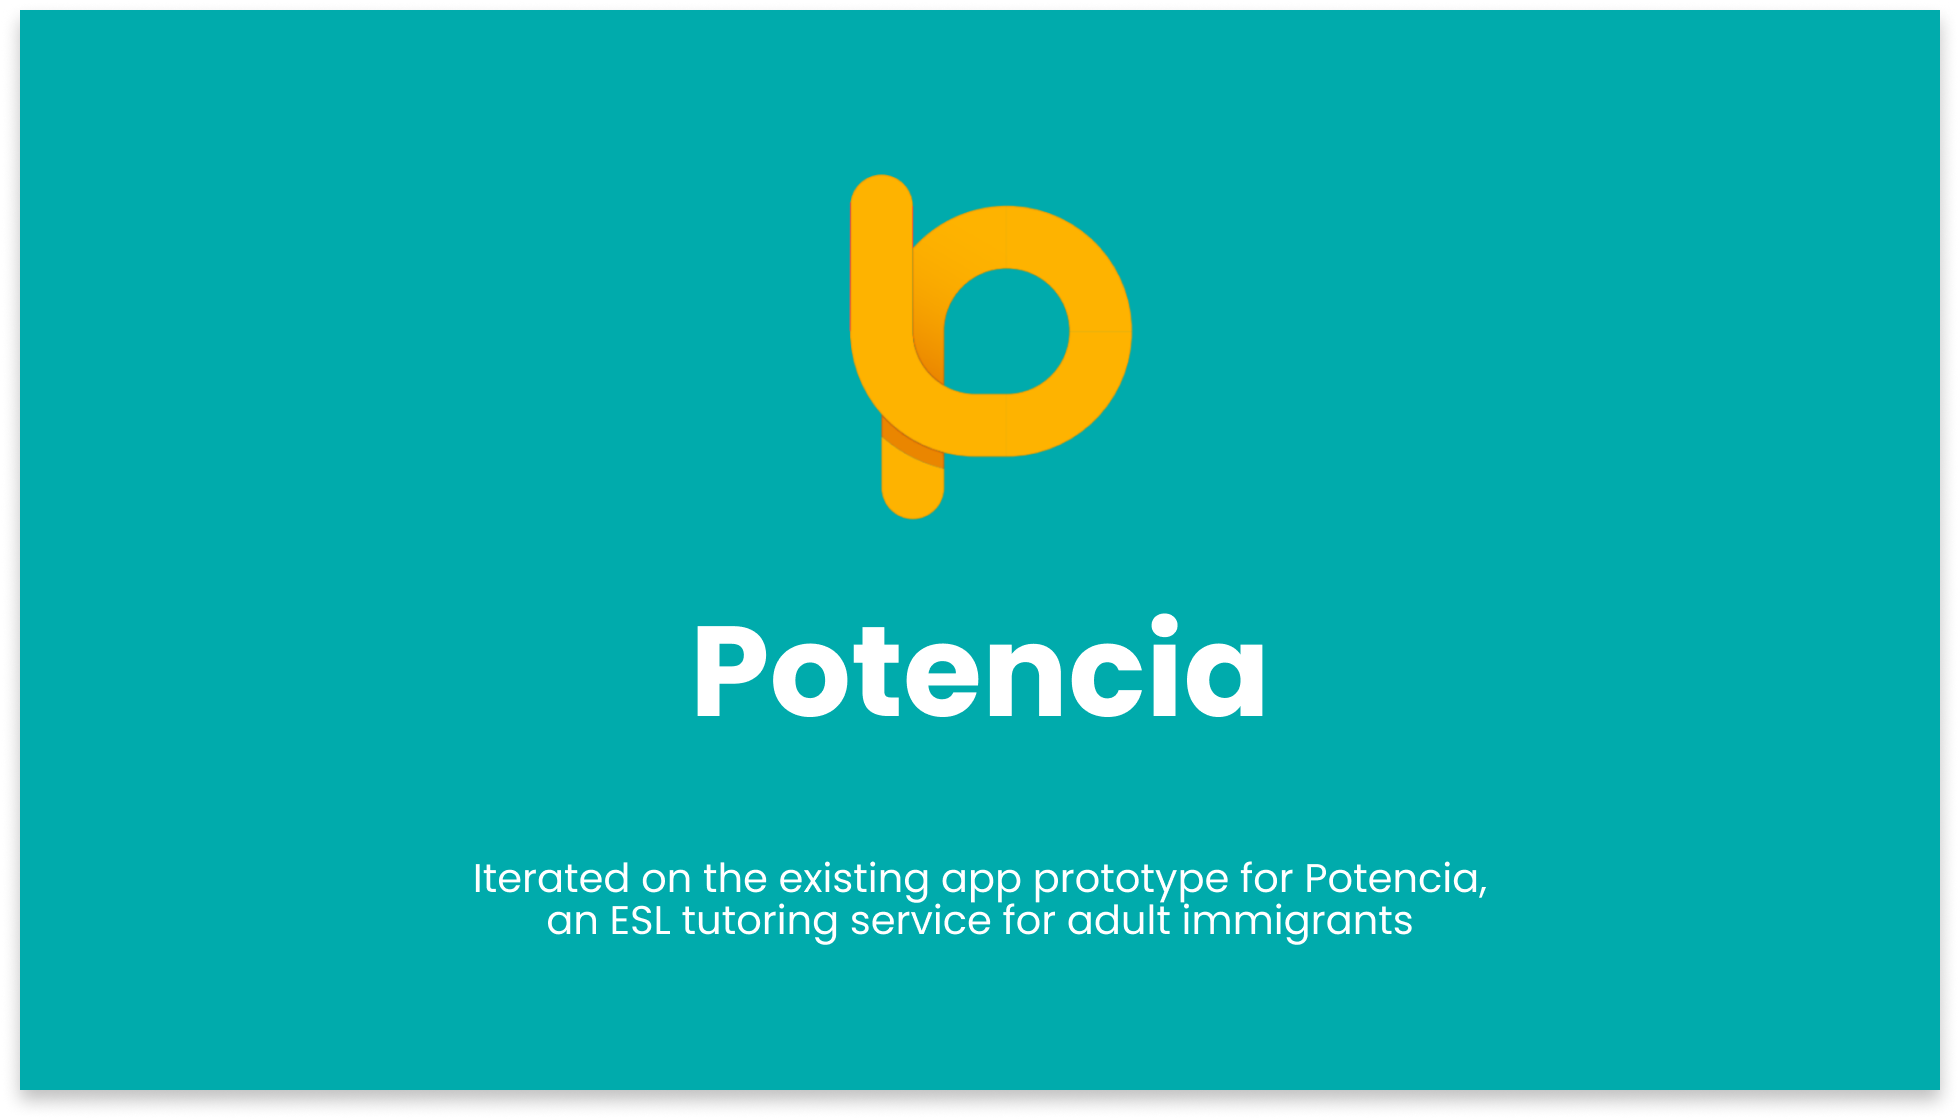 Potencia
Iterated on the existing app prototype for Potencia,
an ESL tutoring service for adult immigrants